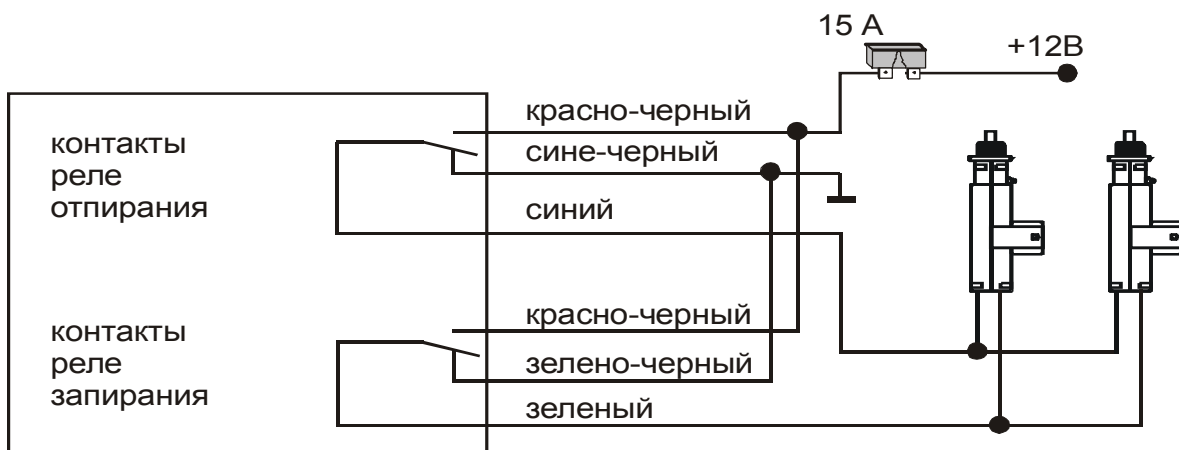 15 А
+12В
красно-черный
контакты
реле
отпирания
сине-черный
синий
красно-черный
контакты
реле
запирания
зелено-черный
зеленый